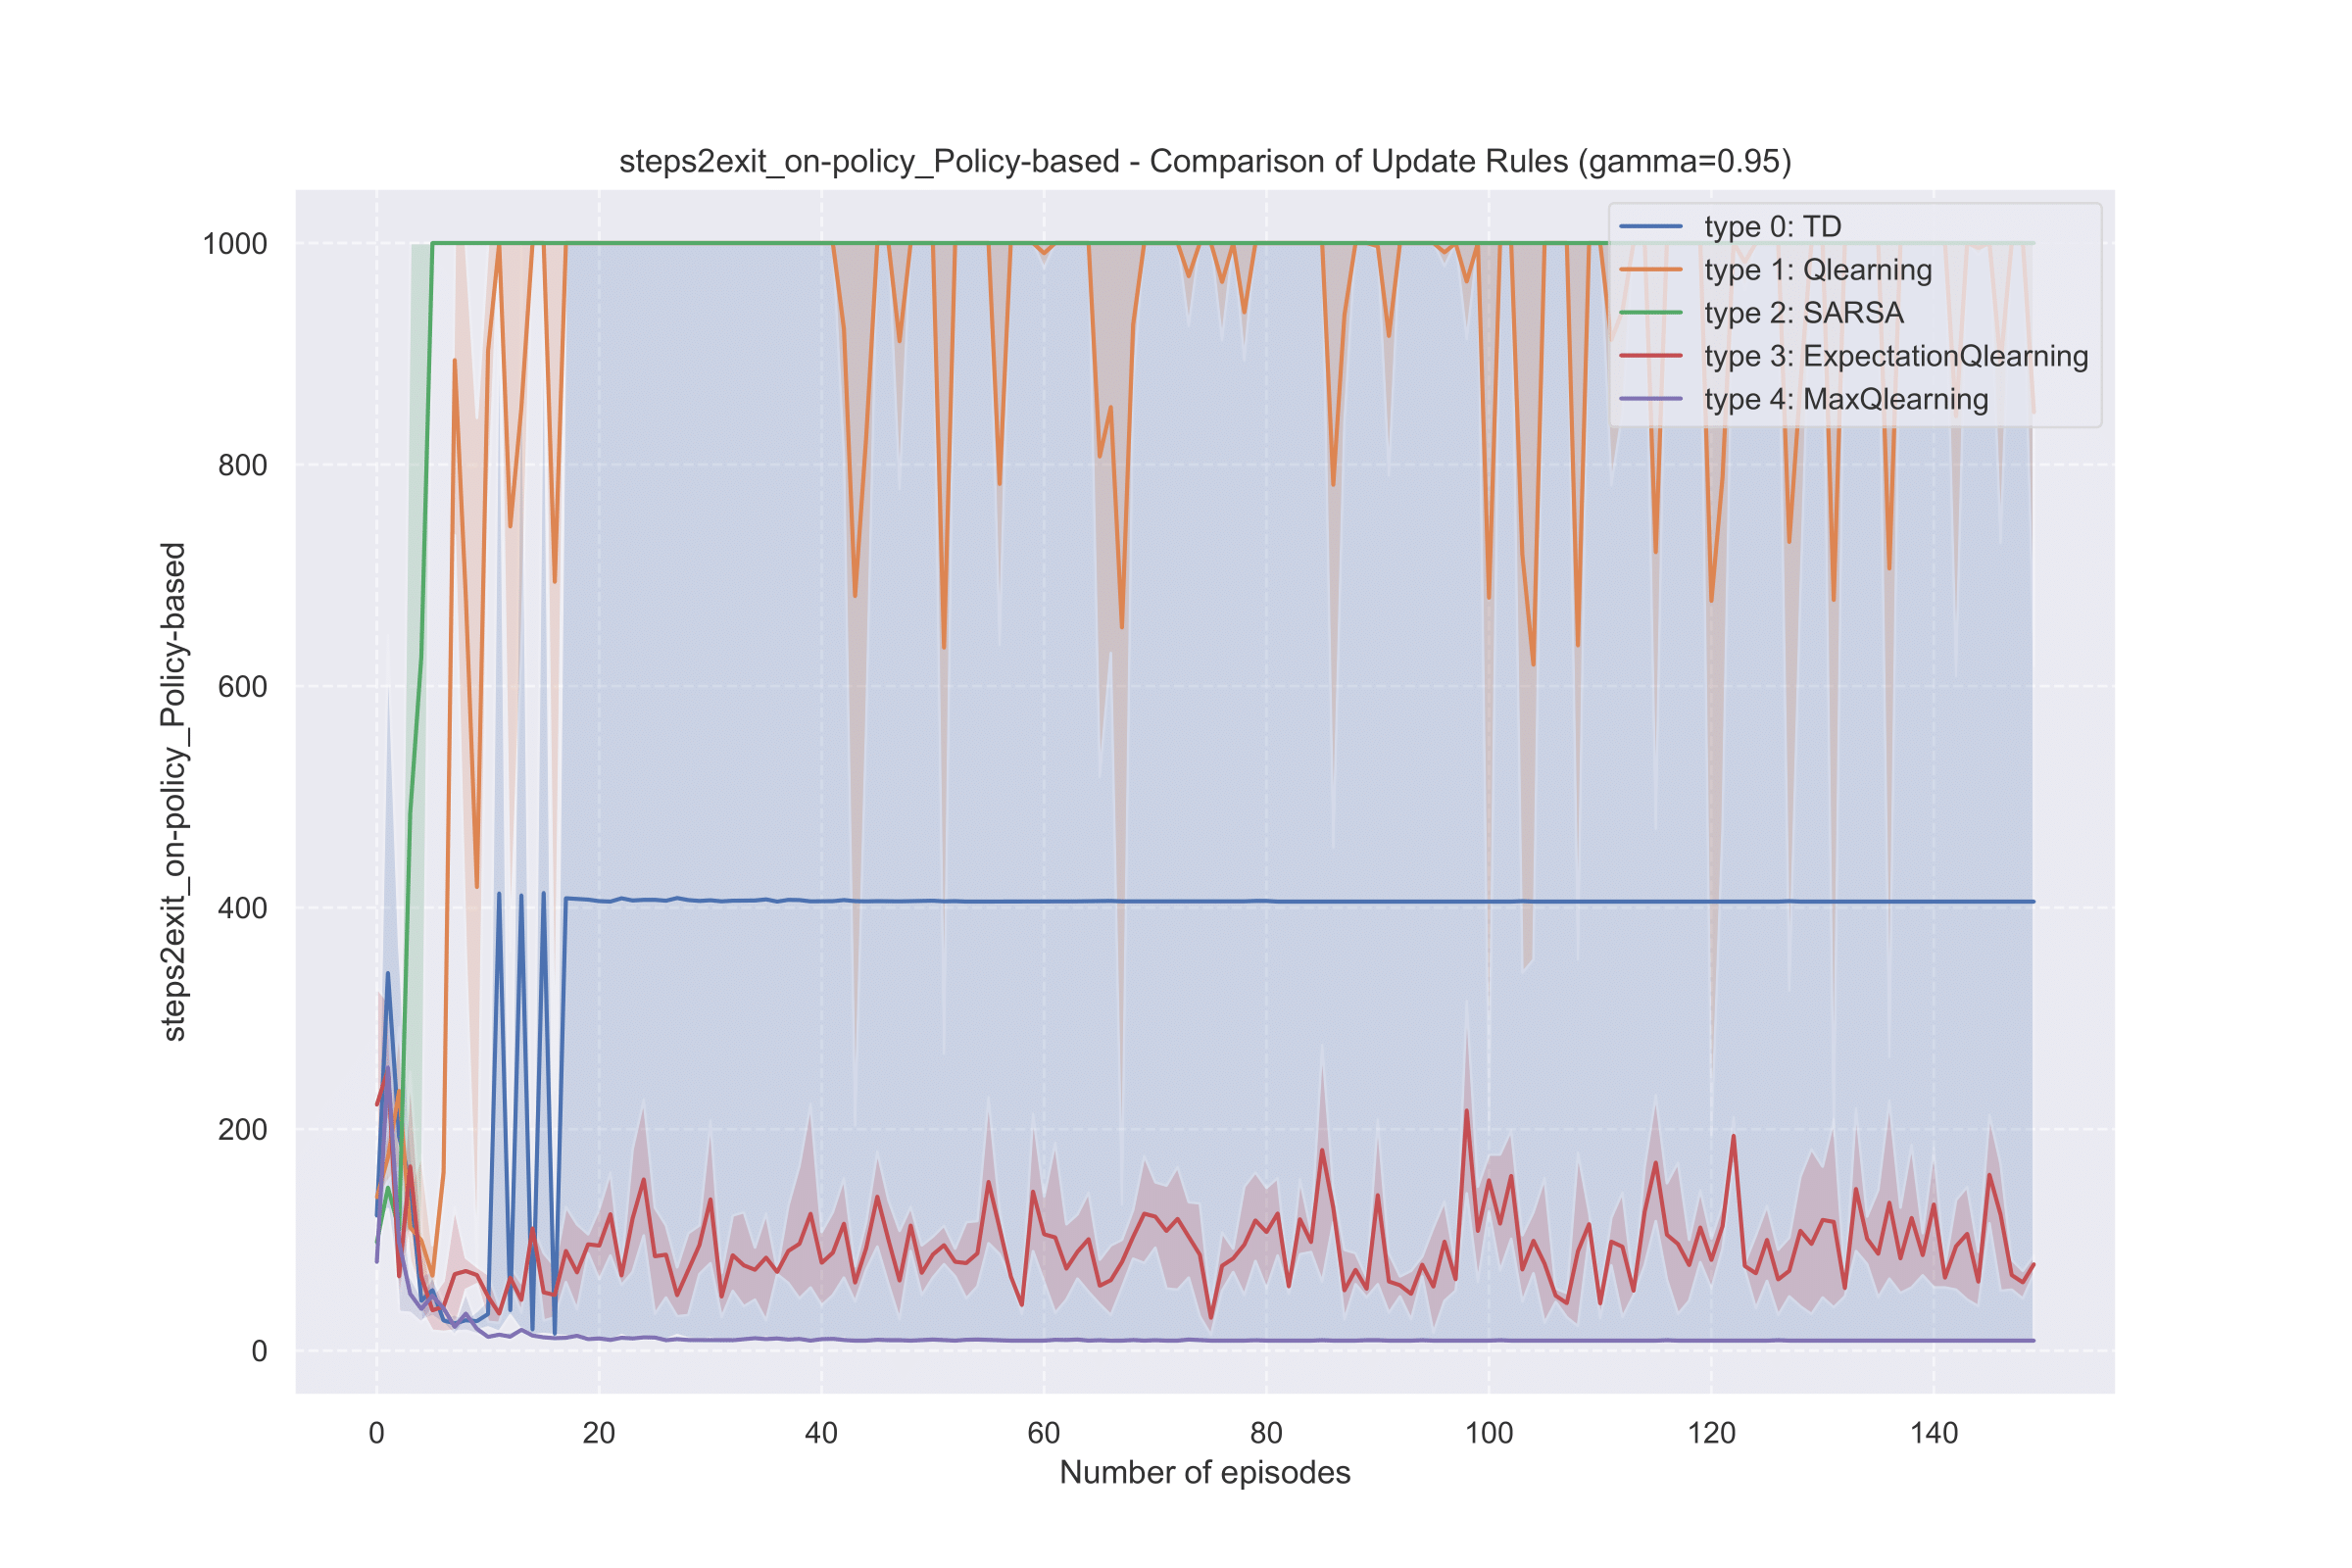 steps2exit_on-policy_Policy-based - Comparison of Update Rules (gamma=0.95)
type 0: TD
type 1: Qlearning
type 2: SARSA
type 3: ExpectationQlearning
type 4: MaxQlearning
steps2exit_on-policy_Policy-based
1000
800
600
400
200
0
0 20 40 60 80 100 120 140
Number of episodes